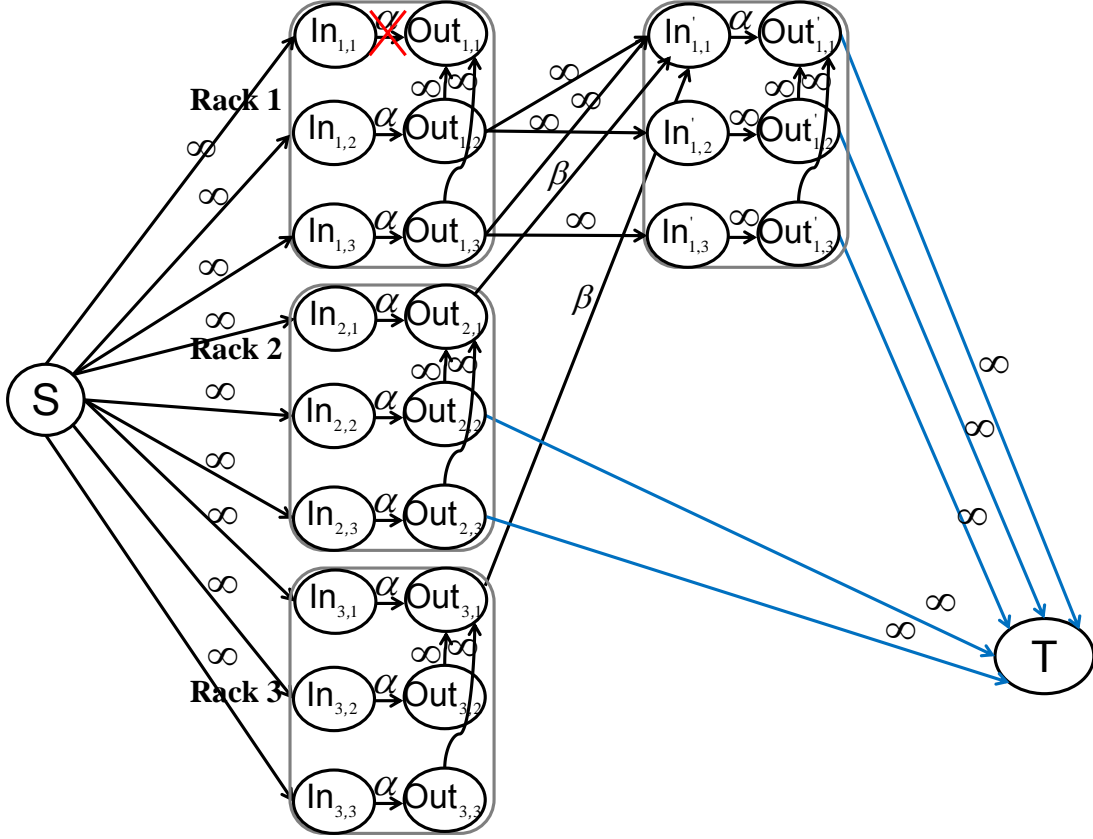 In1,1 α Out1,1 In'1,1 α Out'1,1
∞ ∞ ∞ ∞ ∞
Rack 1 ∞
∞ In1,2 α Out1,2 ∞ In'1,2 ∞ Out'1,2
β
∞
In1,3 α Out1,3 ∞ In'1,3 ∞ Out'1,3
∞
β
∞ In2,1 α Out2,1
Rack 2
∞ ∞ ∞
∞ In2,2 α Out2,2
S
∞
∞
∞ In2,3 α Out2,3
∞
∞
In3,1 α Out3,1
∞ ∞
∞
∞
T
∞ In3,2 α Out3,2
Rack 3
In3,3 α Out3,3